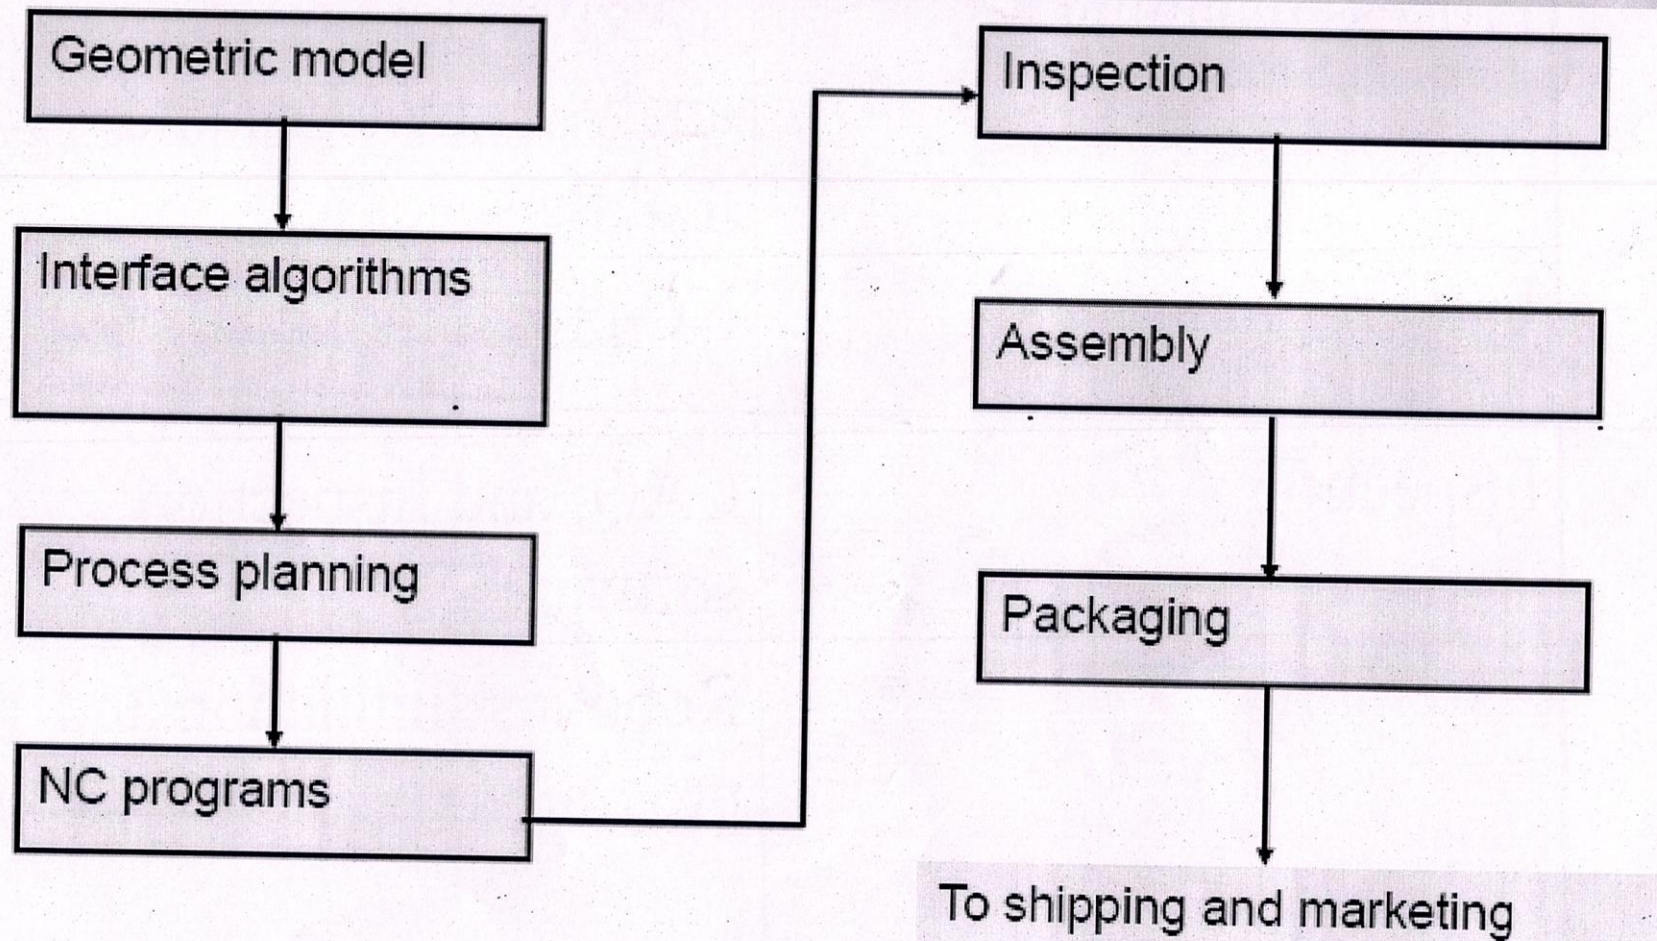 Geometric model
Interface algorithms
Process planning
NC programs
Inspection
Assembly
Packaging
To shipping and marketing